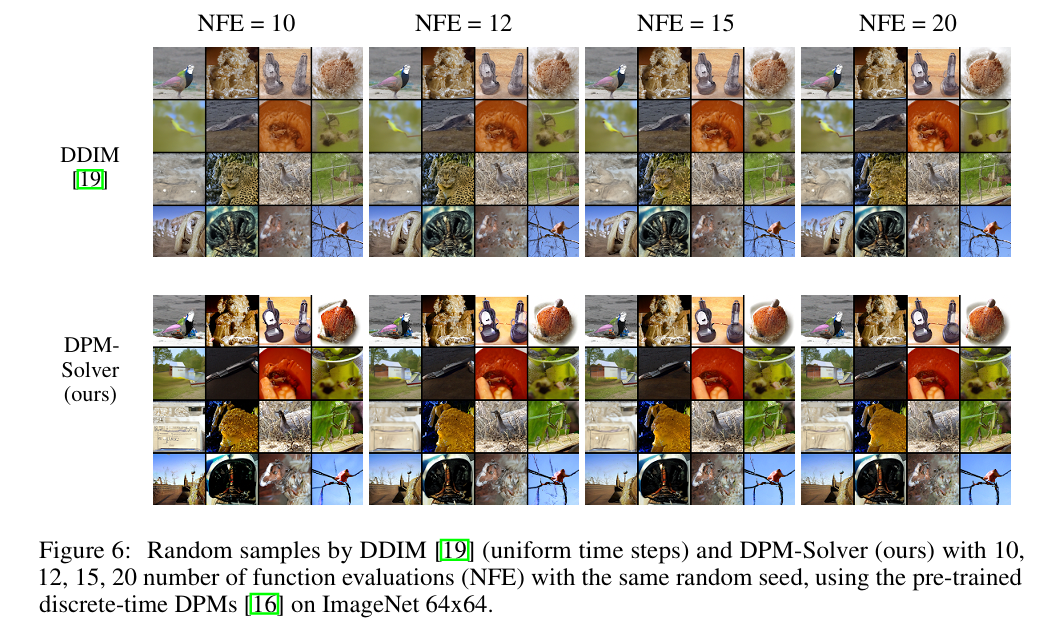 NFE = 10 NFE = 12 NFE = 15 NFE = 20
DDIM
[19]
DPM-
Solver
(ours)
Figure 6: Random samples by DDIM [19] (uniform time steps) and DPM-Solver (ours) with 10,
12, 15, 20 number of function evaluations (NFE) with the same random seed, using the pre-trained
discrete-time DPMs [16] on ImageNet 64x64.